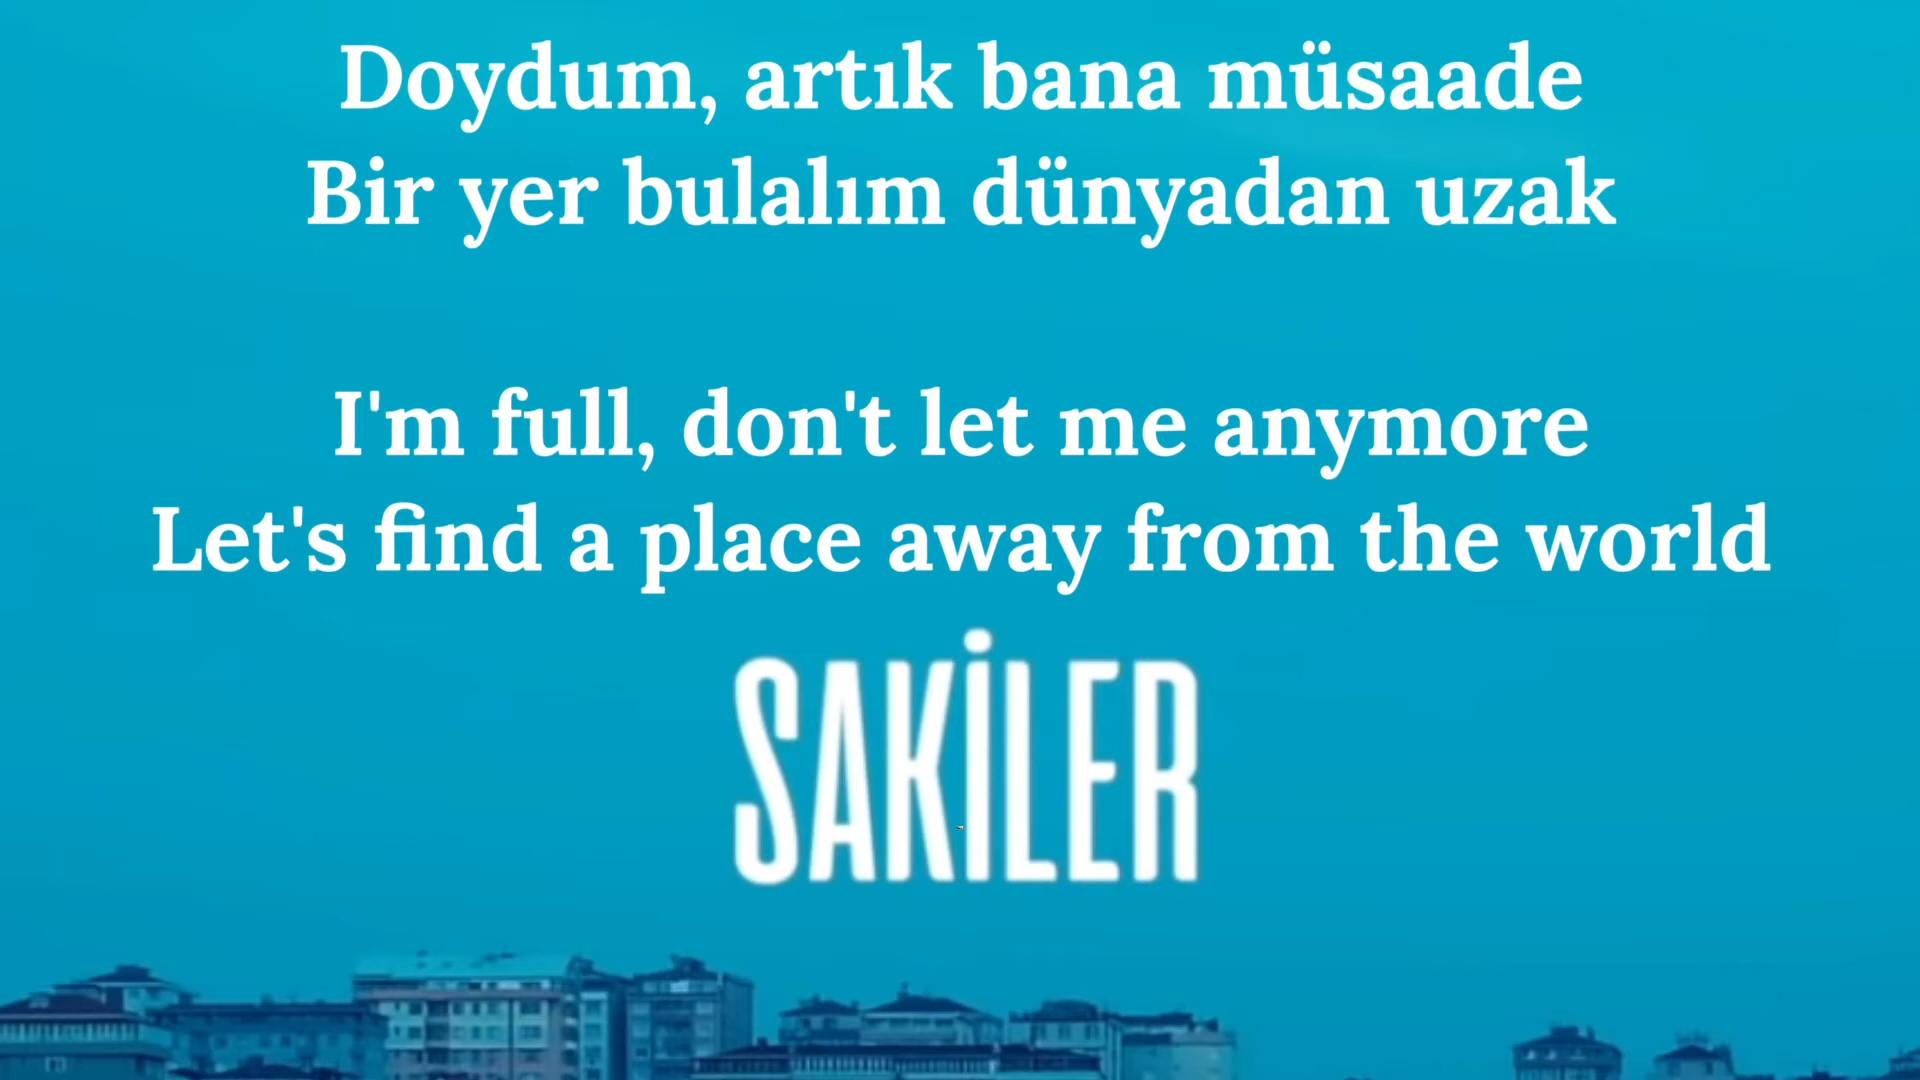 Doydum, artık bana müsaade
Bir yer bulalım dünyadan uzak
I'm full, don't let me anymore
Let's find a place away from the world
SAKİLER